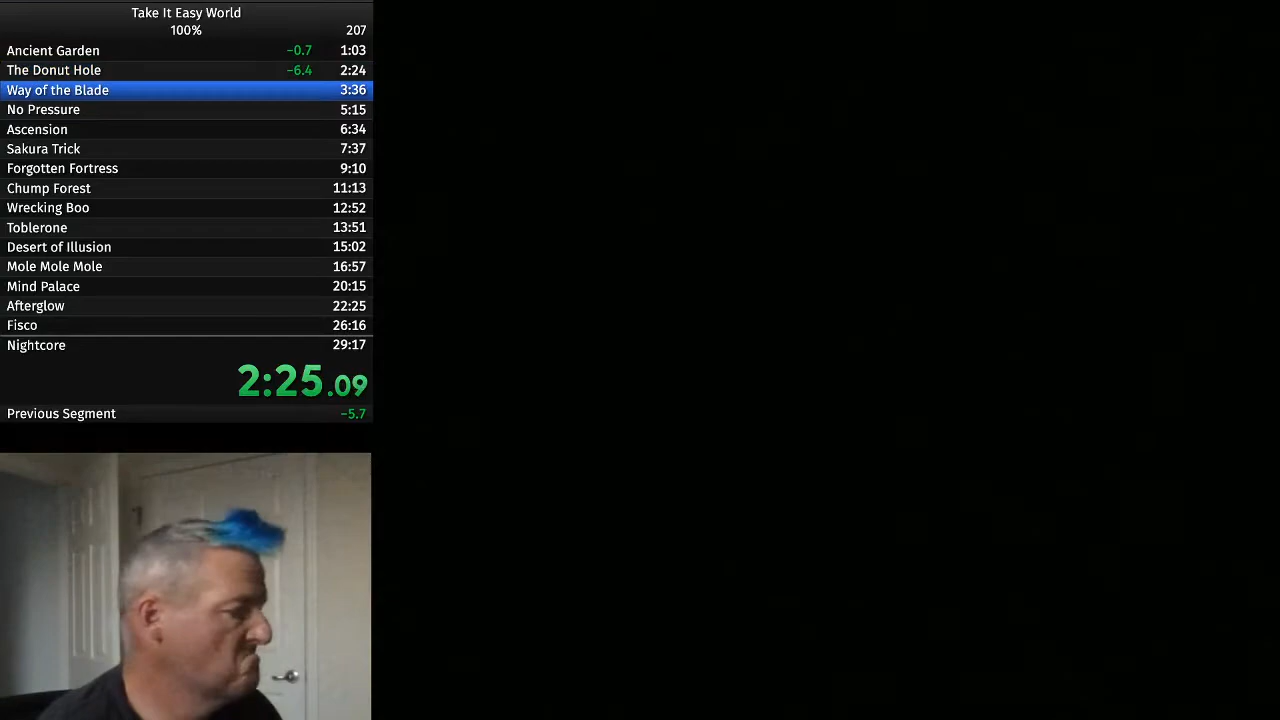 Take It Easy World
100% 207
Ancient Garden −0.7 1:03
The Donut Hole −6.4 2:24
Way of the Blade 3:36
No Pressure 5:15
Ascension 6:34
Sakura Trick 7:37
Forgotten Fortress 9:10
Chump Forest 11:13
Wrecking Boo 12:52
Toblerone 13:51
Desert of Illusion 15:02
Mole Mole Mole 16:57
Mind Palace 20:15
Afterglow 22:25
Fisco 26:16
Nightcore 29:17
2:25.09
Previous Segment −5.7